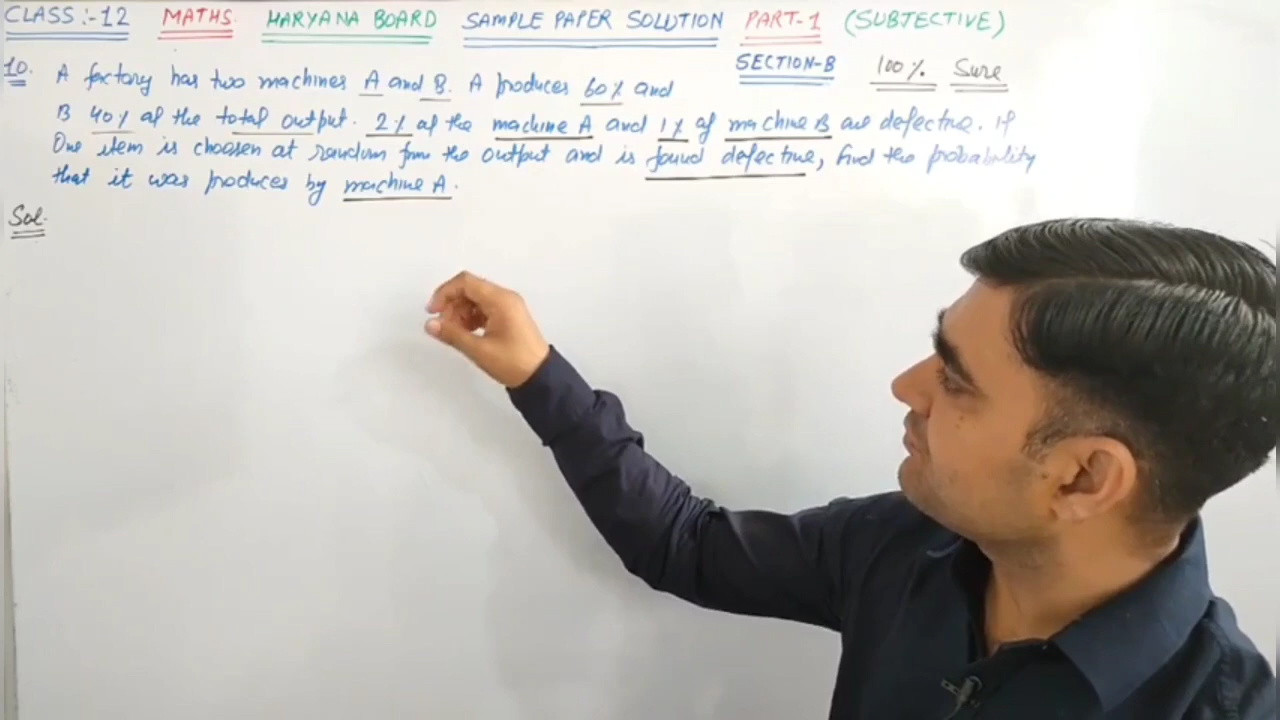 CLASS :- 12 MATHS. HARYANA BOARD SAMPLE PAPER SOLUTION PART-1 (SUBJECTIVE)
SECTION-B 100%. Sure
10. A factory has two machines A and B. A produces 60% and
B 40% of the total output. 2% of the machine A and 1% of machine B are defective. if
One item is choosen at random from the output and is found defective, find the probability
that it was produces by machine A.
Sol.